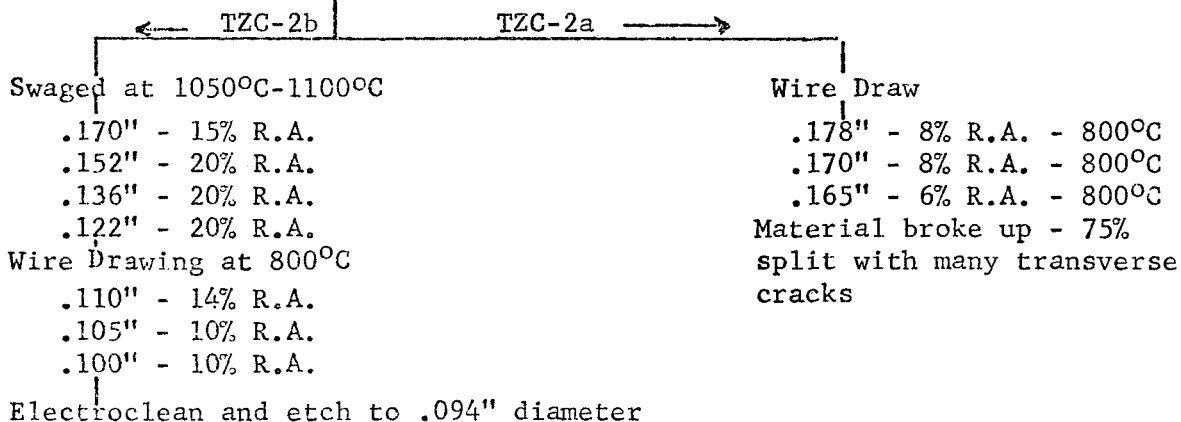 TZC-2b TZC-2a
Swaged at 1050°C-1100°C
.170" - 15% R.A.
.152" - 20% R.A.
.136" - 20% R.A.
.122" - 20% R.A.
Wire Drawing at 800°C
.110" - 14% R.A.
.105" - 10% R.A.
.100" - 10% R.A.
Electroclean and etch to .094" diameter
Wire Draw
.178" - 8% R.A. - 800°C
.170" - 8% R.A. - 800°C
.165" - 6% R.A. - 800°C
Material broke up - 75%
split with many transverse
cracks